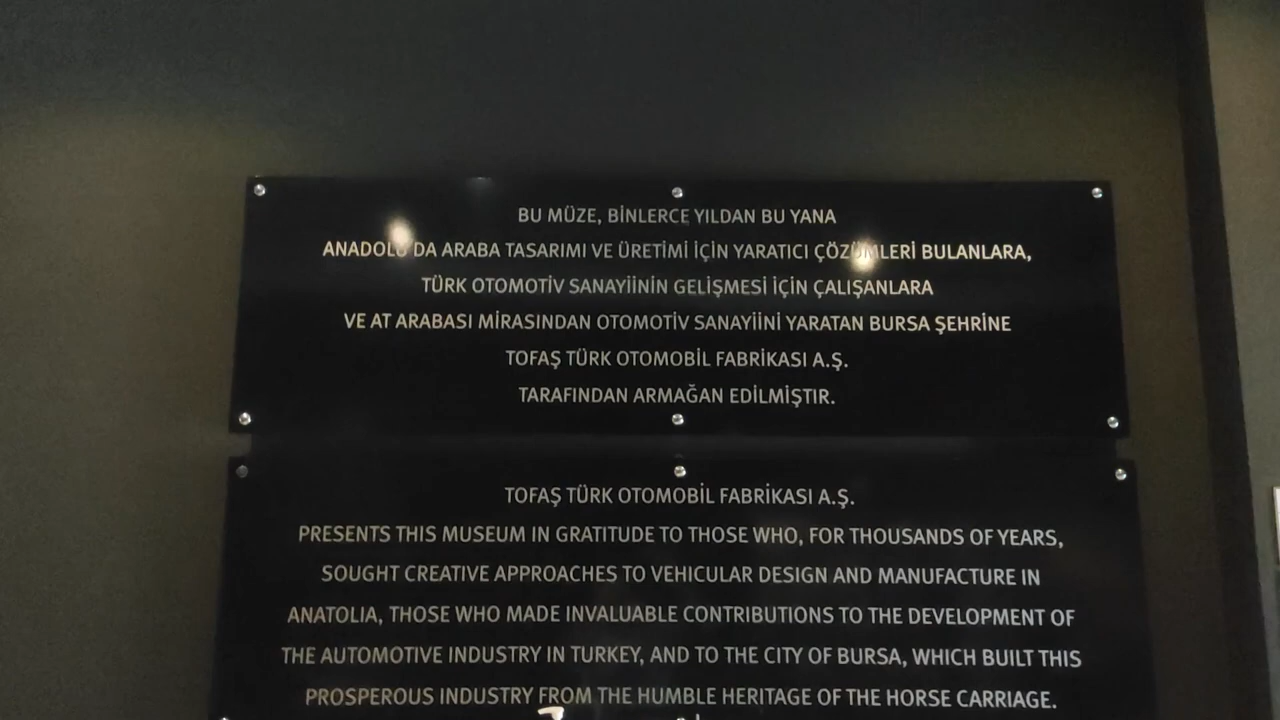 BU MÜZE, BİNLERCE YILDAN BU YANA
ANADOLU'DA ARABA TASARIMI VE ÜRETİMİ İÇİN YARATICI ÇÖZÜMLERİ BULANLARA,
TÜRK OTOMOTİV SANAYİİNİN GELİŞMESİ İÇİN ÇALIŞANLARA
VE AT ARABASI MİRASINDAN OTOMOTİV SANAYİİNİ YARATAN BURSA ŞEHRİNE
TOFAŞ TÜRK OTOMOBİL FABRİKASI A.Ş.
TARAFINDAN ARMAĞAN EDİLMİŞTIR.
TOFAŞ TÜRK OTOMOBİL FABRİKASI A.Ş.
PRESENTS THIS MUSEUM IN GRATITUDE TO THOSE WHO, FOR THOUSANDS OF YEARS,
SOUGHT CREATIVE APPROACHES TO VEHICULAR DESIGN AND MANUFACTURE IN
ANATOLIA, THOSE WHO MADE INVALUABLE CONTRIBUTIONS TO THE DEVELOPMENT OF
THE AUTOMOTIVE INDUSTRY IN TURKEY, AND TO THE CITY OF BURSA, WHICH BUILT THIS
PROSPEROUS INDUSTRY FROM THE HUMBLE HERITAGE OF THE HORSE CARRIAGE.